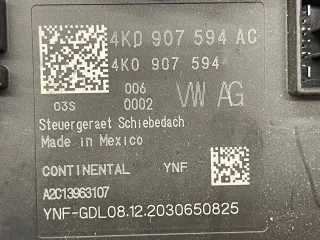 4K0 907 594 AC
4K0 907 594
006
03S 0002 VW AG
Steuergeraet Schiebedach
Made in Mexico
CONTINENTAL YNF
A2C13963107
YNF-GDL08.12.2030650825